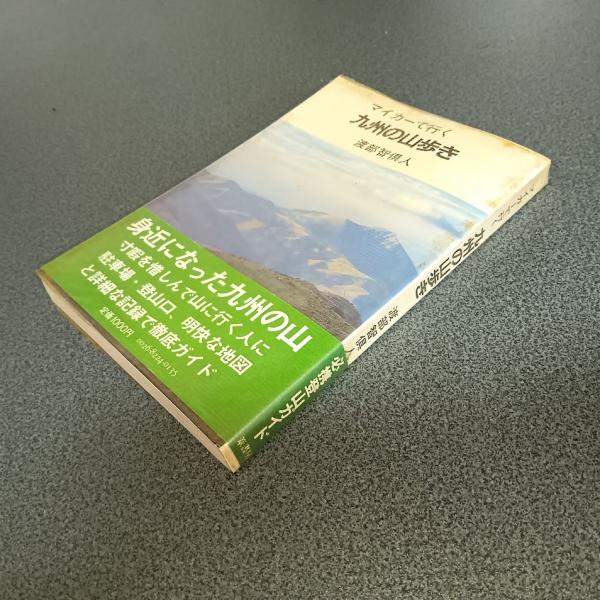 マイカーで行く
九州の山歩き
渡部智倶人
身近になった九州の山
寸暇を惜しんで山に行く人に
駐車場・登山口、明快な地図
と詳細な記録で徹底ガイド
定価1000円
0026-8224-0135
マイカーで行く
九州の山歩き
渡部智倶人
必携登山ガイド